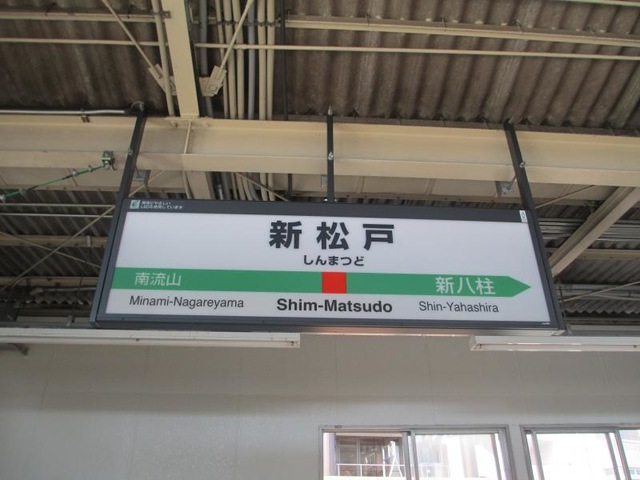 新松戸
しんまつど
南流山
新八柱
Minami-Nagareyama
Shim-Matsudo
Shin-Yahashira